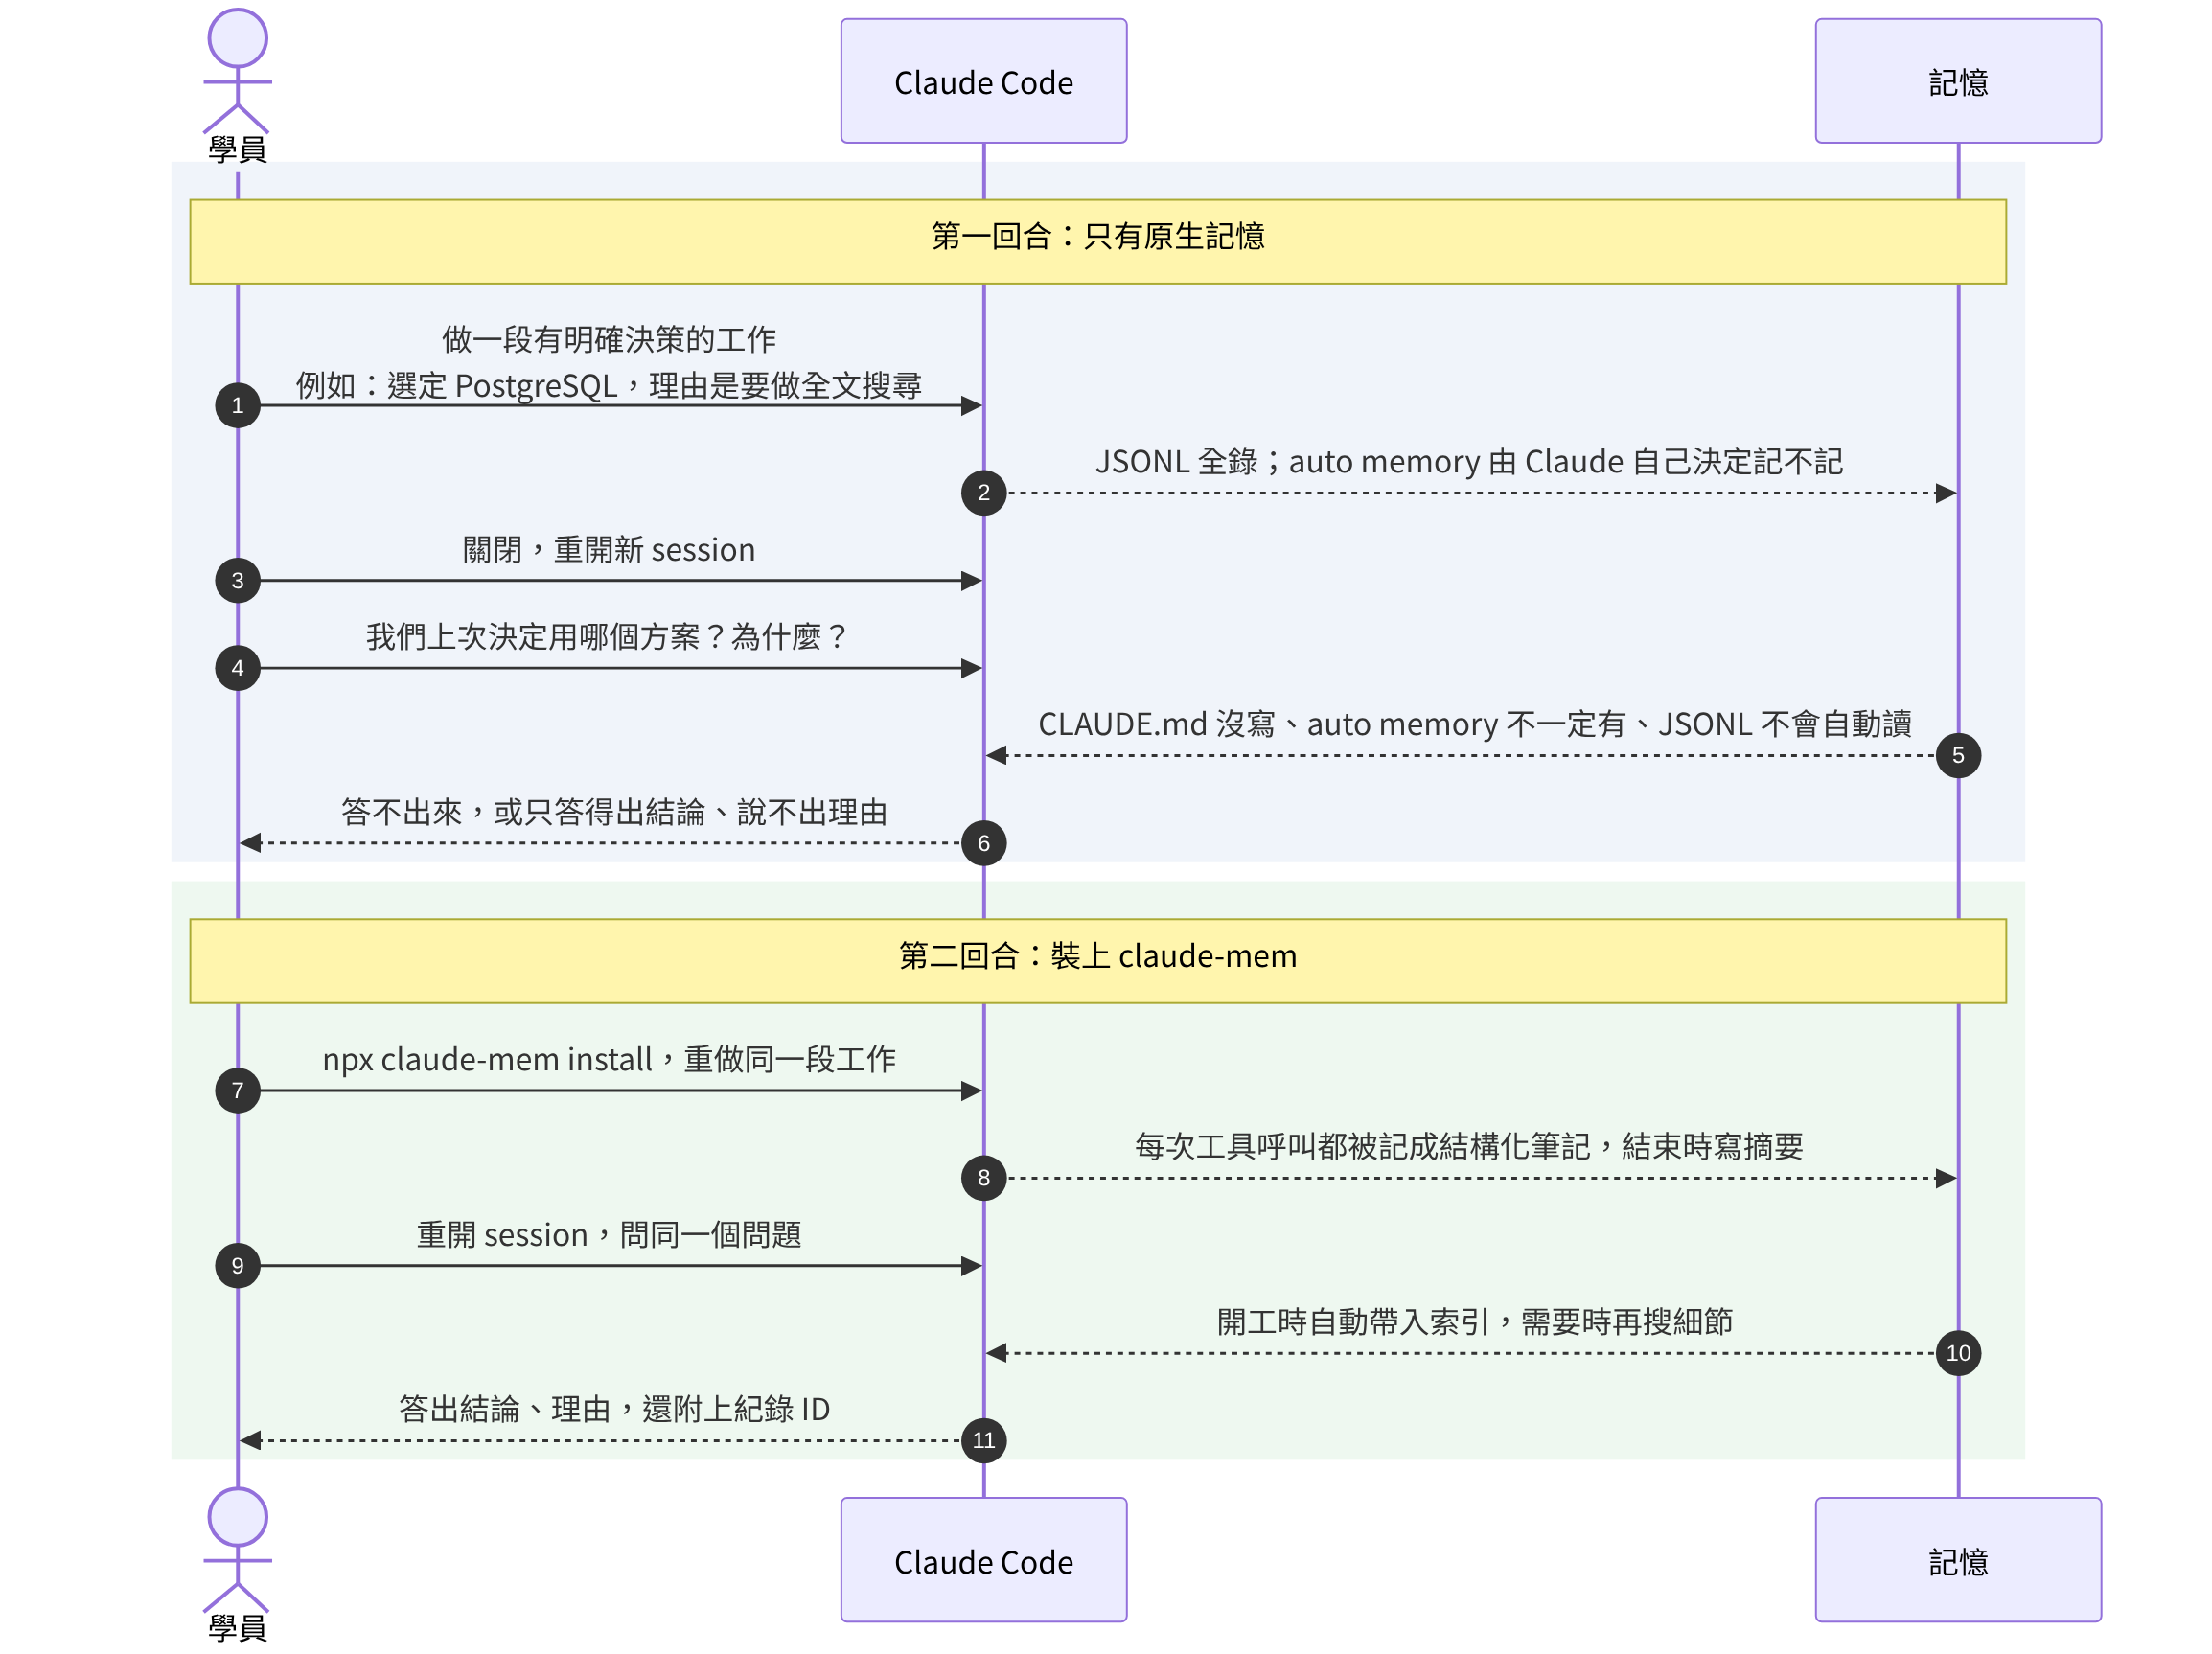 學員
Claude Code
記憶
第一回合：只有原生記憶
做一段有明確決策的工作
例如：選定 PostgreSQL，理由是要做全文搜尋
1
JSONL 全錄；auto memory 由 Claude 自己決定記不記
2
關閉，重開新 session
3
我們上次決定用哪個方案？為什麼？
4
CLAUDE.md 沒寫、auto memory 不一定有、JSONL 不會自動讀
5
答不出來，或只答得出結論、說不出理由
6
第二回合：裝上 claude-mem
npx claude-mem install，重做同一段工作
7
每次工具呼叫都被記成結構化筆記，結束時寫摘要
8
重開 session，問同一個問題
9
開工時自動帶入索引，需要時再搜細節
10
答出結論、理由，還附上紀錄 ID
11
學員
Claude Code
記憶